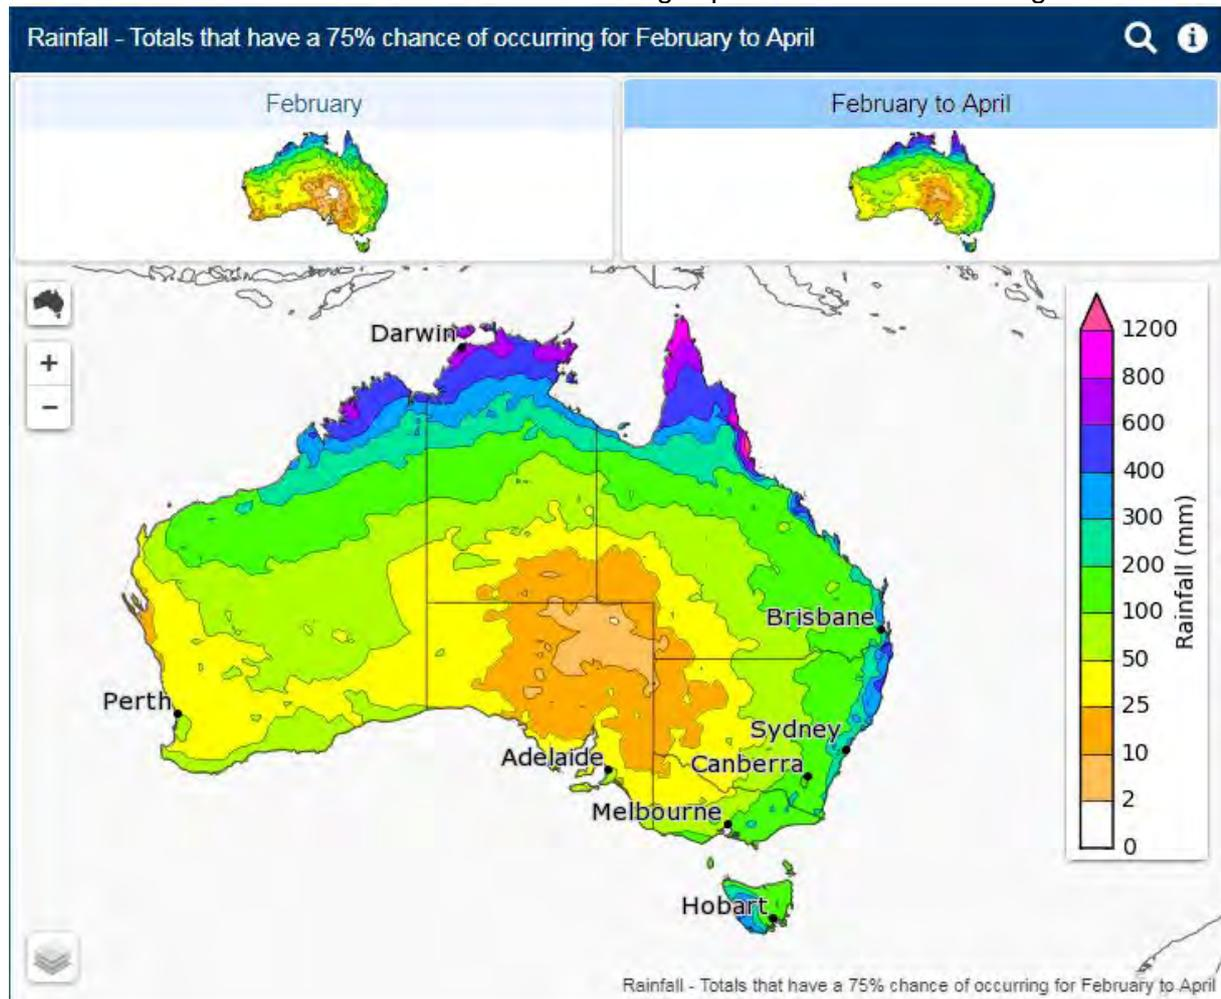 Rainfall - Totals that have a 75% chance of occurring for February to April
February
February to April
Darwin
Brisbane
Perth
Sydney
Adelaide
Canberra
Melbourne
Hobart
+
−
1200
800
600
400
300
200
100
50
25
10
2
0
Rainfall (mm)
Rainfall - Totals that have a 75% chance of occurring for February to April